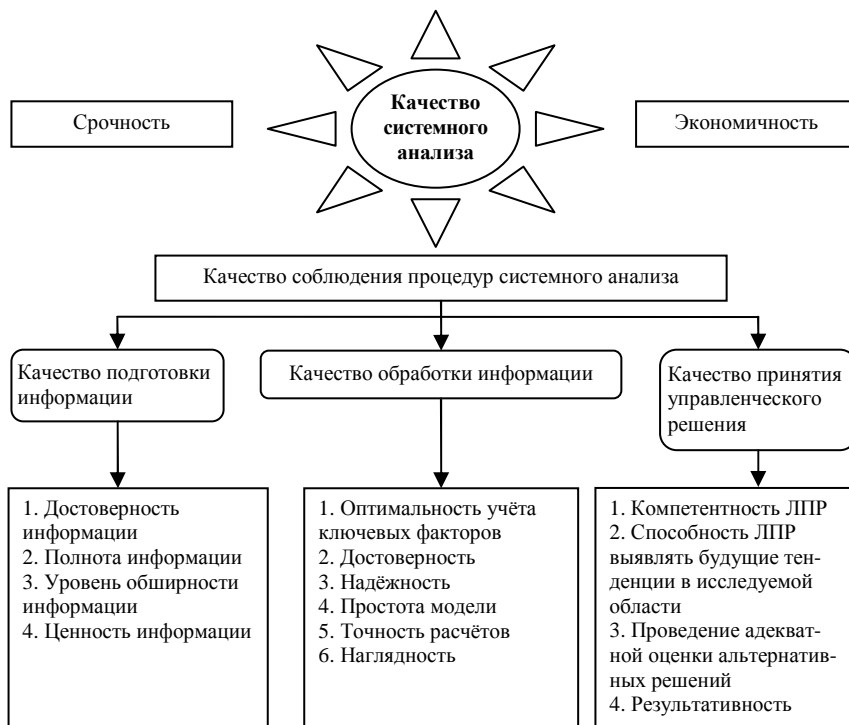 Срочность
Качество
системного
анализа
Экономичность
Качество соблюдения процедур системного анализа
Качество подготовки
информации
Качество обработки информации
Качество принятия
управленческого
решения
1. Достоверность
информации
2. Полнота информации
3. Уровень обширности
информации
4. Ценность информации
1. Оптимальность учёта
ключевых факторов
2. Достоверность
3. Надёжность
4. Простота модели
5. Точность расчётов
6. Наглядность
1. Компетентность ЛПР
2. Способность ЛПР
выявлять будущие тен-
денции в исследуемой
области
3. Проведение адекват-
ной оценки альтернатив-
ных решений
4. Результативность